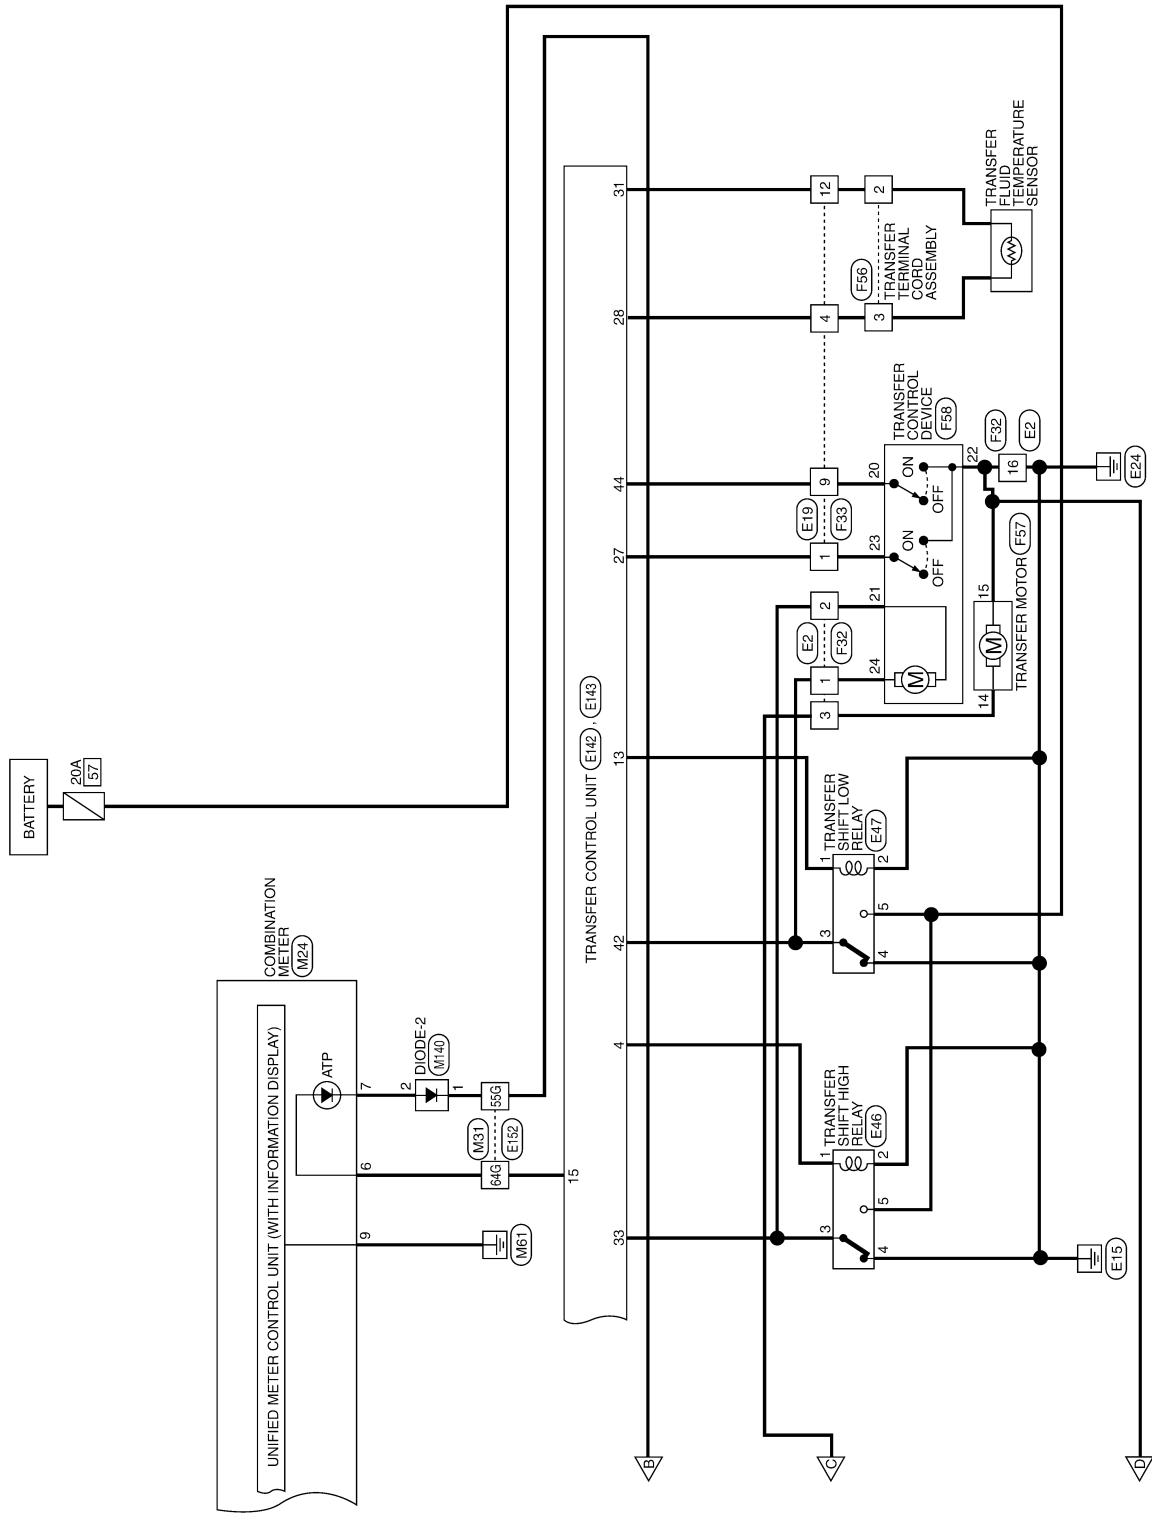 BATTERY
20A
57
COMBINATION
METER
M24
UNIFIED METER CONTROL UNIT (WITH INFORMATION DISPLAY)
ATP
9
6
7
2
DIODE-2
M140
1
M61
64G
M31
E152
55G
15
TRANSFER CONTROL UNIT E142 , E143
33
4
42
13
27
44
28
31
TRANSFER
SHIFT HIGH
RELAY
E46
1
2
3
4
5
TRANSFER
SHIFT LOW
RELAY
E47
1
2
3
4
5
3
1
E2
F32
2
1
E19
F33
9
4
12
24
21
23
20
M
OFF
ON
OFF
ON
TRANSFER
CONTROL
DEVICE
F58
22
3
F56
2
TRANSFER
TERMINAL
CORD
ASSEMBLY
TRANSFER
FLUID
TEMPERATURE
SENSOR
14
M
15
TRANSFER MOTOR
F57
F32
16
E2
E24
E15
B
C
D